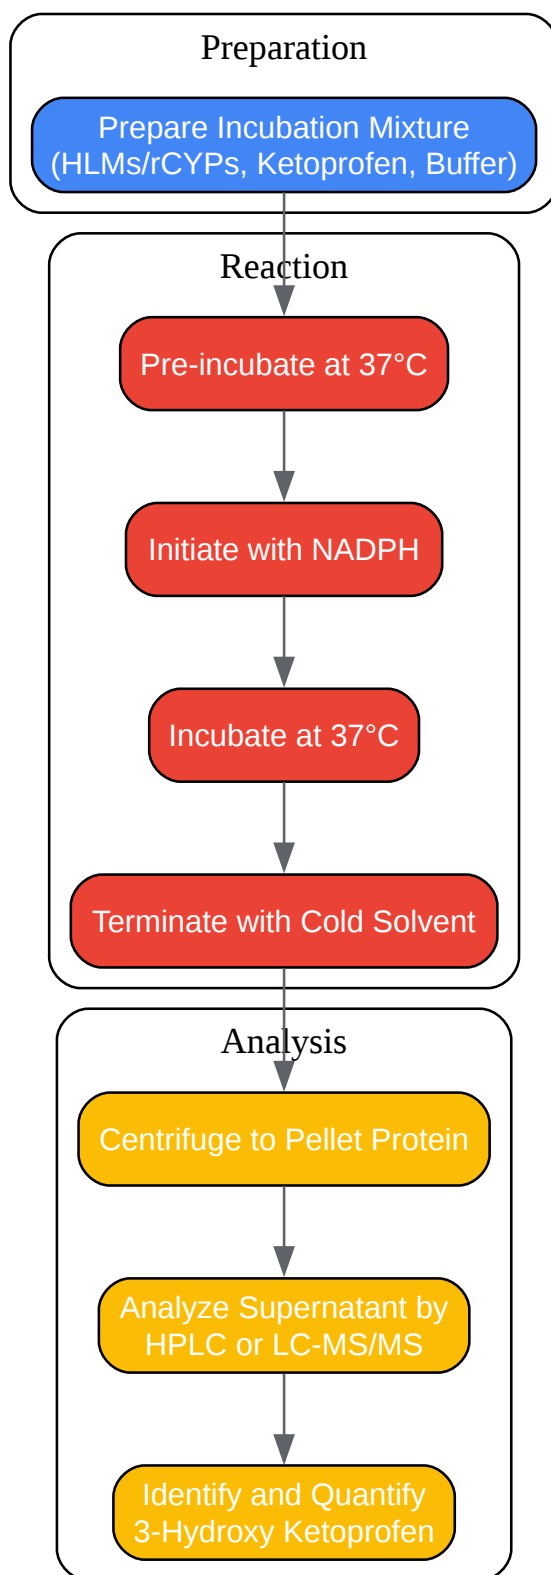 Preparation
Prepare Incubation Mixture
(HLMs/rCYPs, Ketoprofen, Buffer)
Reaction
Pre-incubate at 37°C
Initiate with NADPH
Incubate at 37°C
Terminate with Cold Solvent
Analysis
Centrifuge to Pellet Protein
Analyze Supernatant by
HPLC or LC-MS/MS
Identify and Quantify
3-Hydroxy Ketoprofen